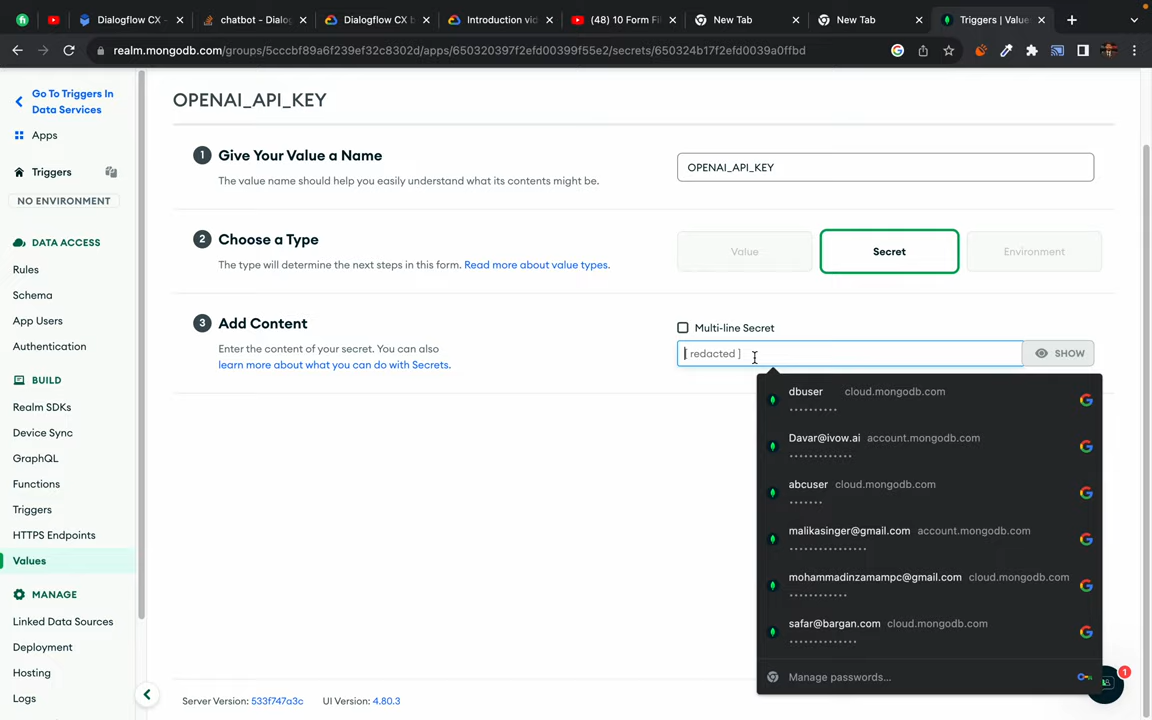 Dialogflow CX -
chatbot - Dialog
Dialogflow CX b
Introduction vid
(48) 10 Form Fi
New Tab
New Tab
Triggers | Value
realm.mongodb.com/groups/5cccbf89a6f239ef32c8302d/apps/650320397f2efd00399f55e2/secrets/650324b17f2efd0039a0ffbd
Go To Triggers In
Data Services
Apps
Triggers
NO ENVIRONMENT
DATA ACCESS
Rules
Schema
App Users
Authentication
BUILD
Realm SDKs
Device Sync
GraphQL
Functions
Triggers
HTTPS Endpoints
Values
MANAGE
Linked Data Sources
Deployment
Hosting
Logs
OPENAI_API_KEY
1 Give Your Value a Name
The value name should help you easily understand what its contents might be.
OPENAI_API_KEY
2 Choose a Type
The type will determine the next steps in this form. Read more about value types.
Value
Secret
Environment
3 Add Content
Enter the content of your secret. You can also
learn more about what you can do with Secrets.
Multi-line Secret
[ redacted ]
SHOW
dbuser cloud.mongodb.com
••••••••••
Davar@ivow.ai account.mongodb.com
•••••••••••••
abcuser cloud.mongodb.com
•••••••
malikasinger@gmail.com account.mongodb.com
••••••••••••••••
mohammadinzamampc@gmail.com cloud.mongodb.com
••••••••••••
safar@bargan.com cloud.mongodb.com
••••••••••••••
Manage passwords...
1
Server Version: 533f747a3c UI Version: 4.80.3